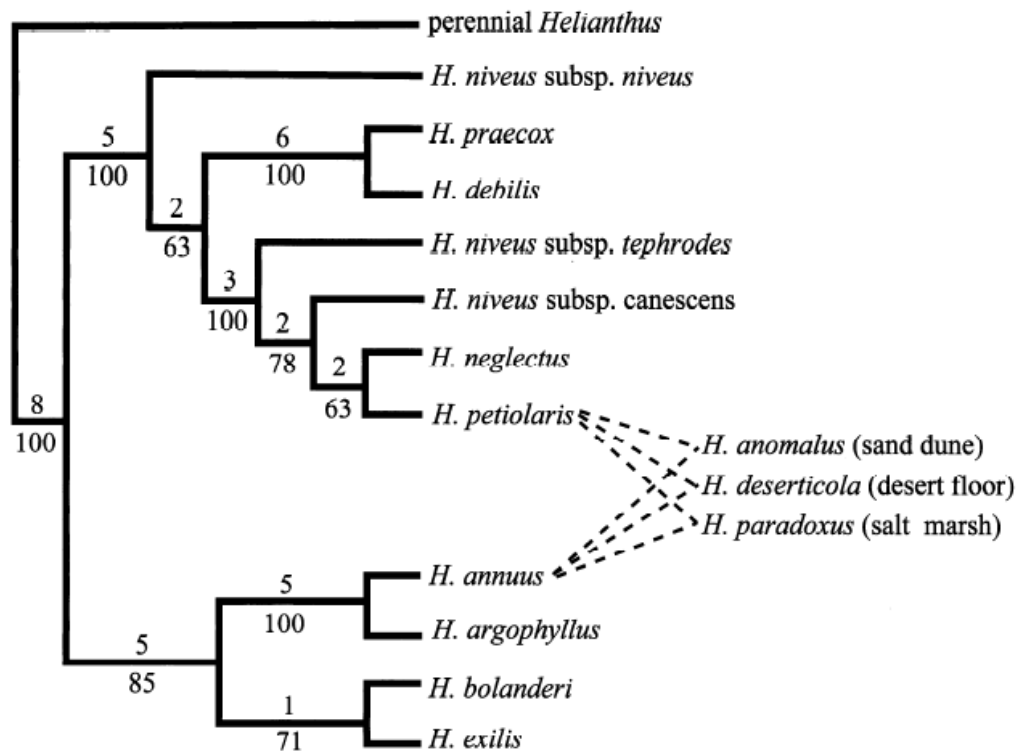 perennial Helianthus
H. niveus subsp. niveus
5
100
6
100
H. praecox
H. debilis
2
63
H. niveus subsp. tephrodes
3
100
H. niveus subsp. canescens
2
78
H. neglectus
2
63
H. petiolaris
8
100
H. anomalus (sand dune)
H. deserticola (desert floor)
H. paradoxus (salt marsh)
H. annuus
5
100
H. argophyllus
5
85
H. bolanderi
1
71
H. exilis